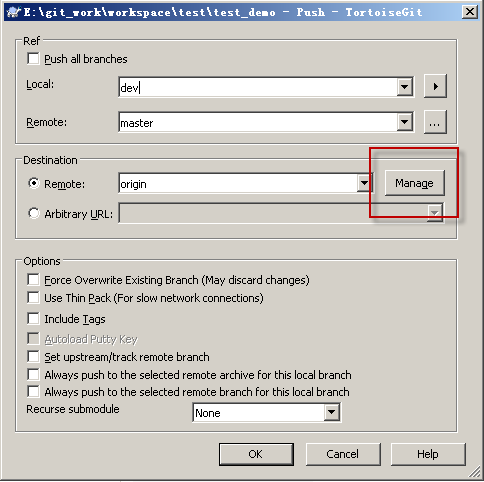 E:\git_work\workspace\test\test_demo - Push - TortoiseGit
Ref
Push all branches
Local:
dev
Remote:
master
...
Destination
Remote:
origin
Manage
Arbitrary URL:
Options
Force Overwrite Existing Branch (May discard changes)
Use Thin Pack (For slow network connections)
Include Tags
Autoload Putty Key
Set upstream/track remote branch
Always push to the selected remote archive for this local branch
Always push to the selected remote branch for this local branch
Recurse submodule
None
OK
Cancel
Help